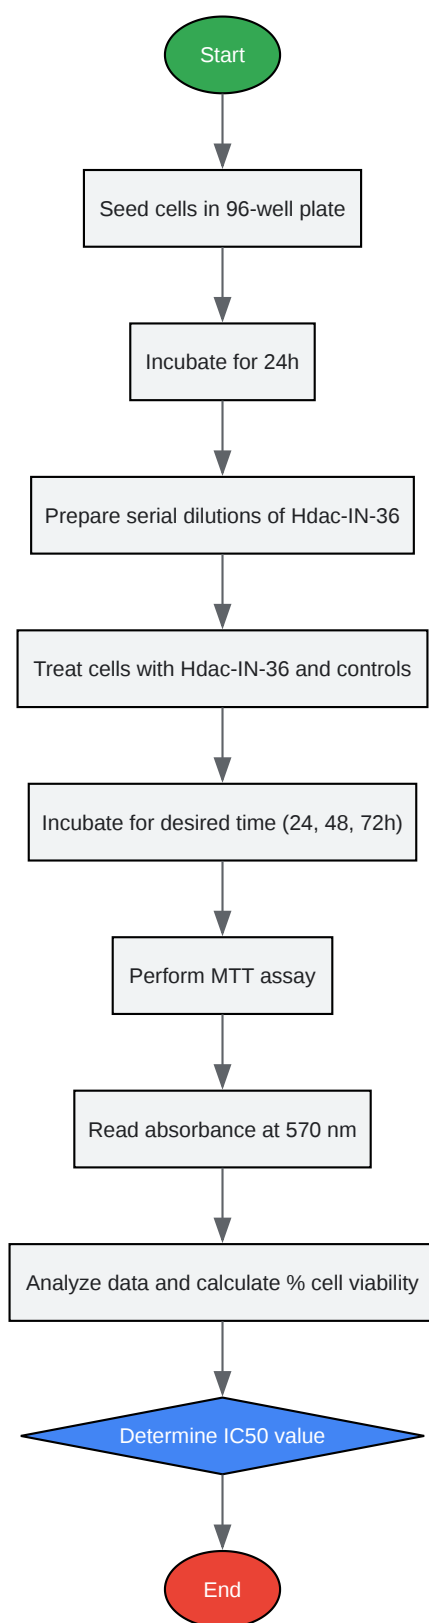 Start
Seed cells in 96-well plate
Incubate for 24h
Prepare serial dilutions of Hdac-IN-36
Treat cells with Hdac-IN-36 and controls
Incubate for desired time (24, 48, 72h)
Perform MTT assay
Read absorbance at 570 nm
Analyze data and calculate % cell viability
Determine IC50 value
End